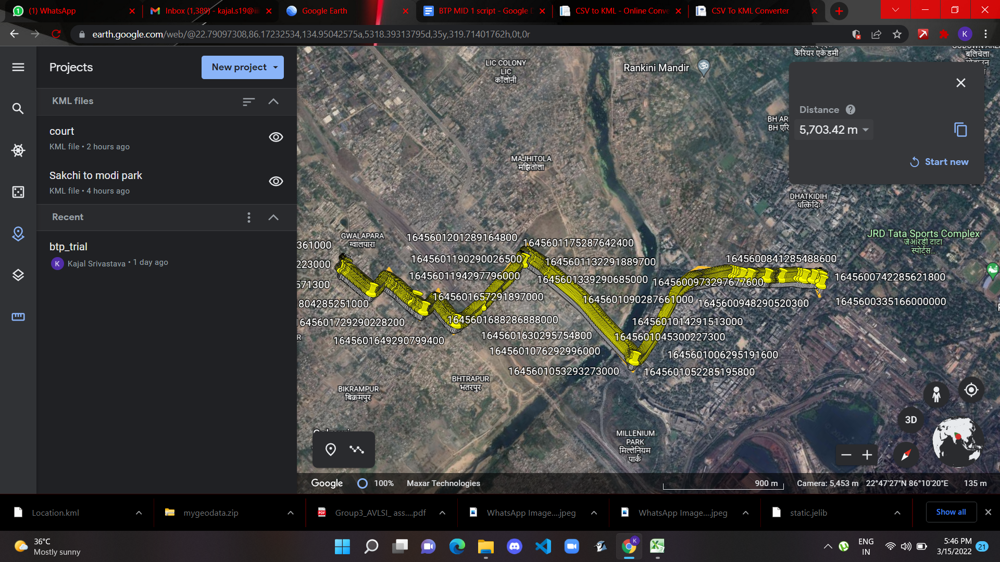 (1) WhatsApp
Inbox (1,389) - kajal.s19@iii
Google Earth
BTP MID 1 script - Google D
CSV to KML - Online Conve
CSV To KML Converter
earth.google.com/web/@22.79097308,86.17232534,134.95042575a,5318.39313795d,35y,319.71401762h,0t,0r
K
Projects
New project
KML files
court
KML file • 2 hours ago
Sakchi to modi park
KML file • 4 hours ago
Recent
btp_trial
K Kajal Srivastava • 1 day ago
LIC COLONY
LIC
कॉलोनी
Rankini Mandir
कैरियर एकेडमी
बलिचेला
Distance
5,703.42 m
Start new
BH AR
BH एरि
MAJHITOLA
मझितोला
DHATKIDIH
धत्किदिः
JRD Tata Sports Complex
जेआरडी टाटा
स्पोर्ट्स...
GWALAPARA
ग्वालपारा
361000
1645601201289164800
1645601175287642400
223000
1645601190290026500
1645601132291889700
1645600841285488600
571300
1645601194297796000
1645601339290685000
1645600973297677600
1645600742285621800
804285251000
1645601657291897000
1645601090287661000
1645600948290520300
1645600335166000000
1645601729290228200
1645601688286888000
1645601014291513000
1645601649290799400
1645601630295754800
1645601045300227300
1645601076292996000
1645601006295191600
1645601053293273000
1645601052285195800
BHTRAPUR
भतरपुर
BIKRAMPUR
बिक्रमपुर
MILLENIUM
PARK
मिल्लेनियम
पार्क
3D
Google
100%
Maxar Technologies
900 m
Camera: 5,453 m
22°47'27"N 86°10'20"E
135 m
Location.kml
mygeodata.zip
Group3_AVLSI_ ass....pdf
WhatsApp Image....jpeg
WhatsApp Image....jpeg
static.jelib
Show all
36°C
Mostly sunny
ENG
IN
5:46 PM
3/15/2022
21